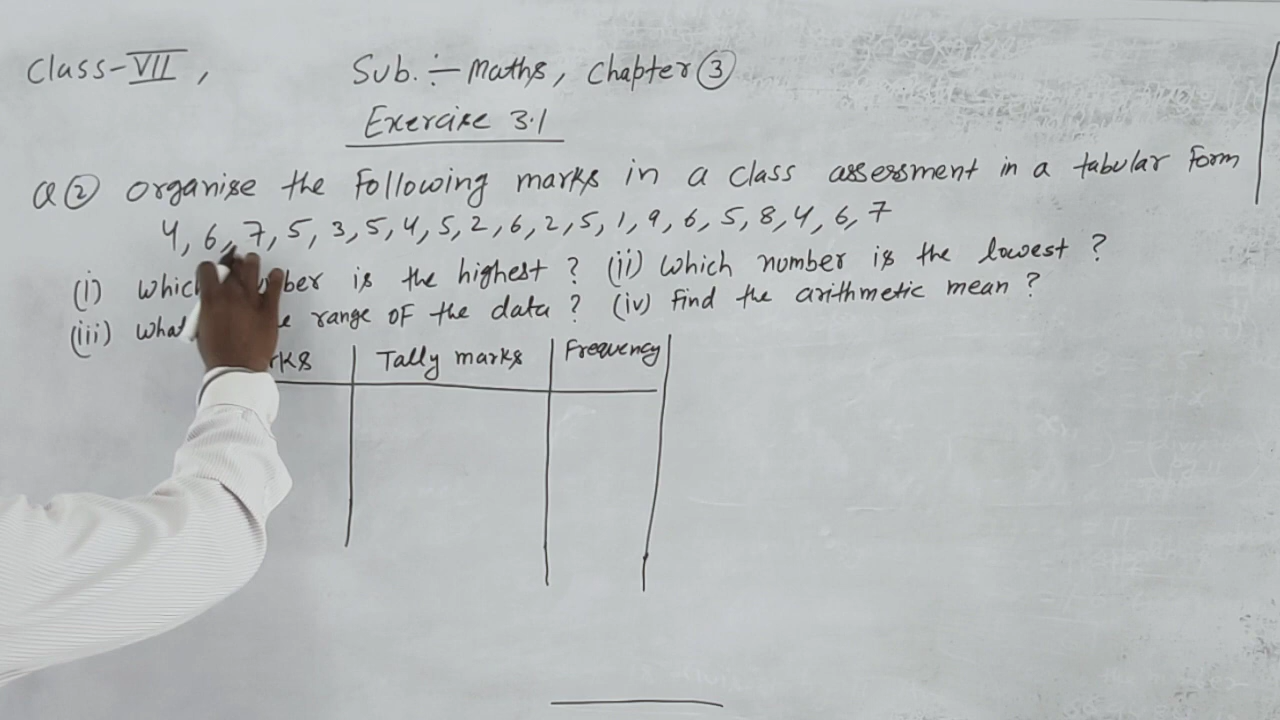 Class-VII, Sub. :- Maths, Chapter 3
Exercise 3.1
Q 2 organise the following marks in a class assessment in a tabular form
4, 6, 7, 5, 3, 5, 4, 5, 2, 6, 2, 5, 1, 9, 6, 5, 8, 4, 6, 7
(i) Which is the highest ? (ii) Which number is the lowest ?
(iii) What range of the data ? (iv) Find the arithmetic mean ?
Tally marks Frequency